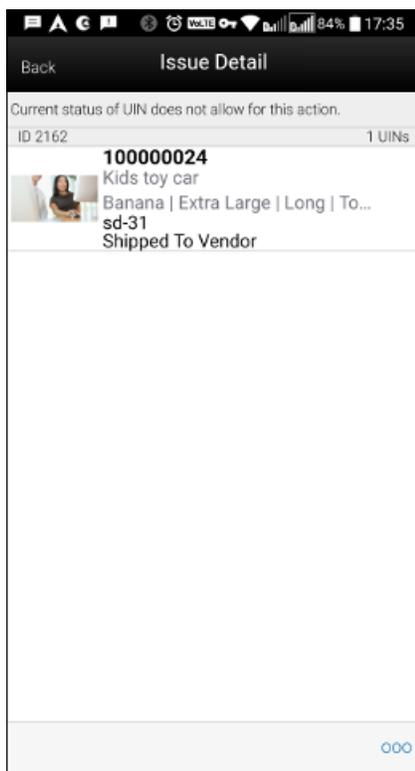 VoLTE 84% 17:35
Back Issue Detail
Current status of UIN does not allow for this action.
ID 2162 1 UINs
100000024
Kids toy car
Banana | Extra Large | Long | To...
sd-31
Shipped To Vendor